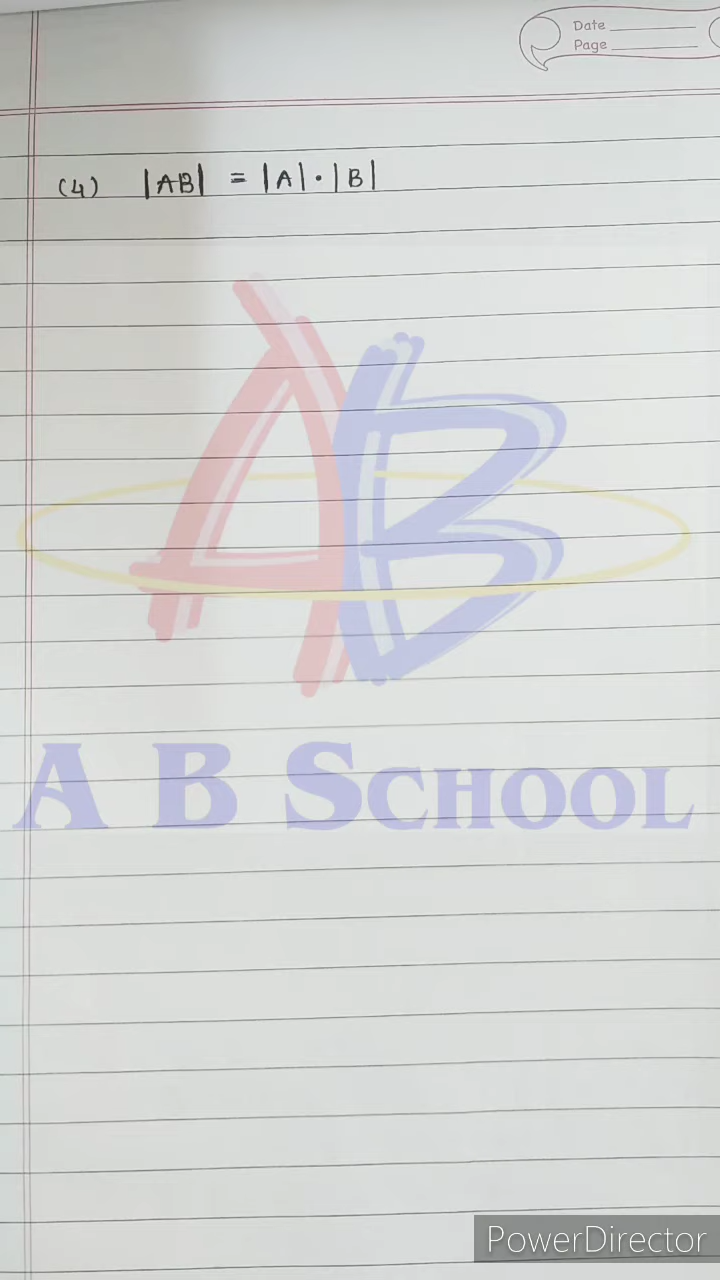 Date
Page
(4) |AB| = |A|・|B|
A B SCHOOL
PowerDirector